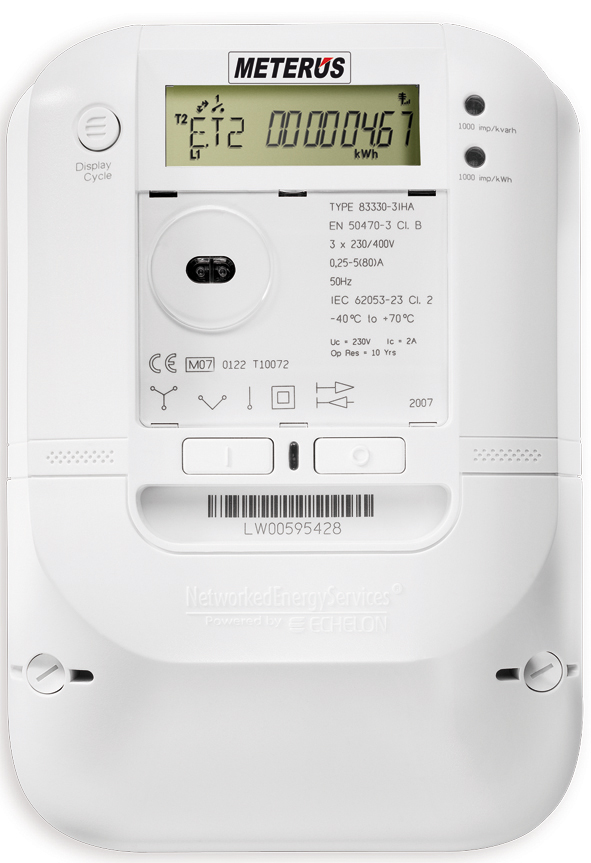 METERUS
T2
1
E.T2 00000467
L1
kWh
Display
Cycle
1000 imp/kvarh
1000 imp/kWh
TYPE 83330-3IHA
EN 50470-3 Cl. B
3 x 230/400V
0,25-5(80)A
50Hz
IEC 62053-23 Cl. 2
-40°C to +70°C
Uc = 230V Ic = 2A
Op Res = 10 Yrs
CE M07 0122 T10072
2007
LW00595428
NetworkedEnergyServices®
Powered by ECHELON